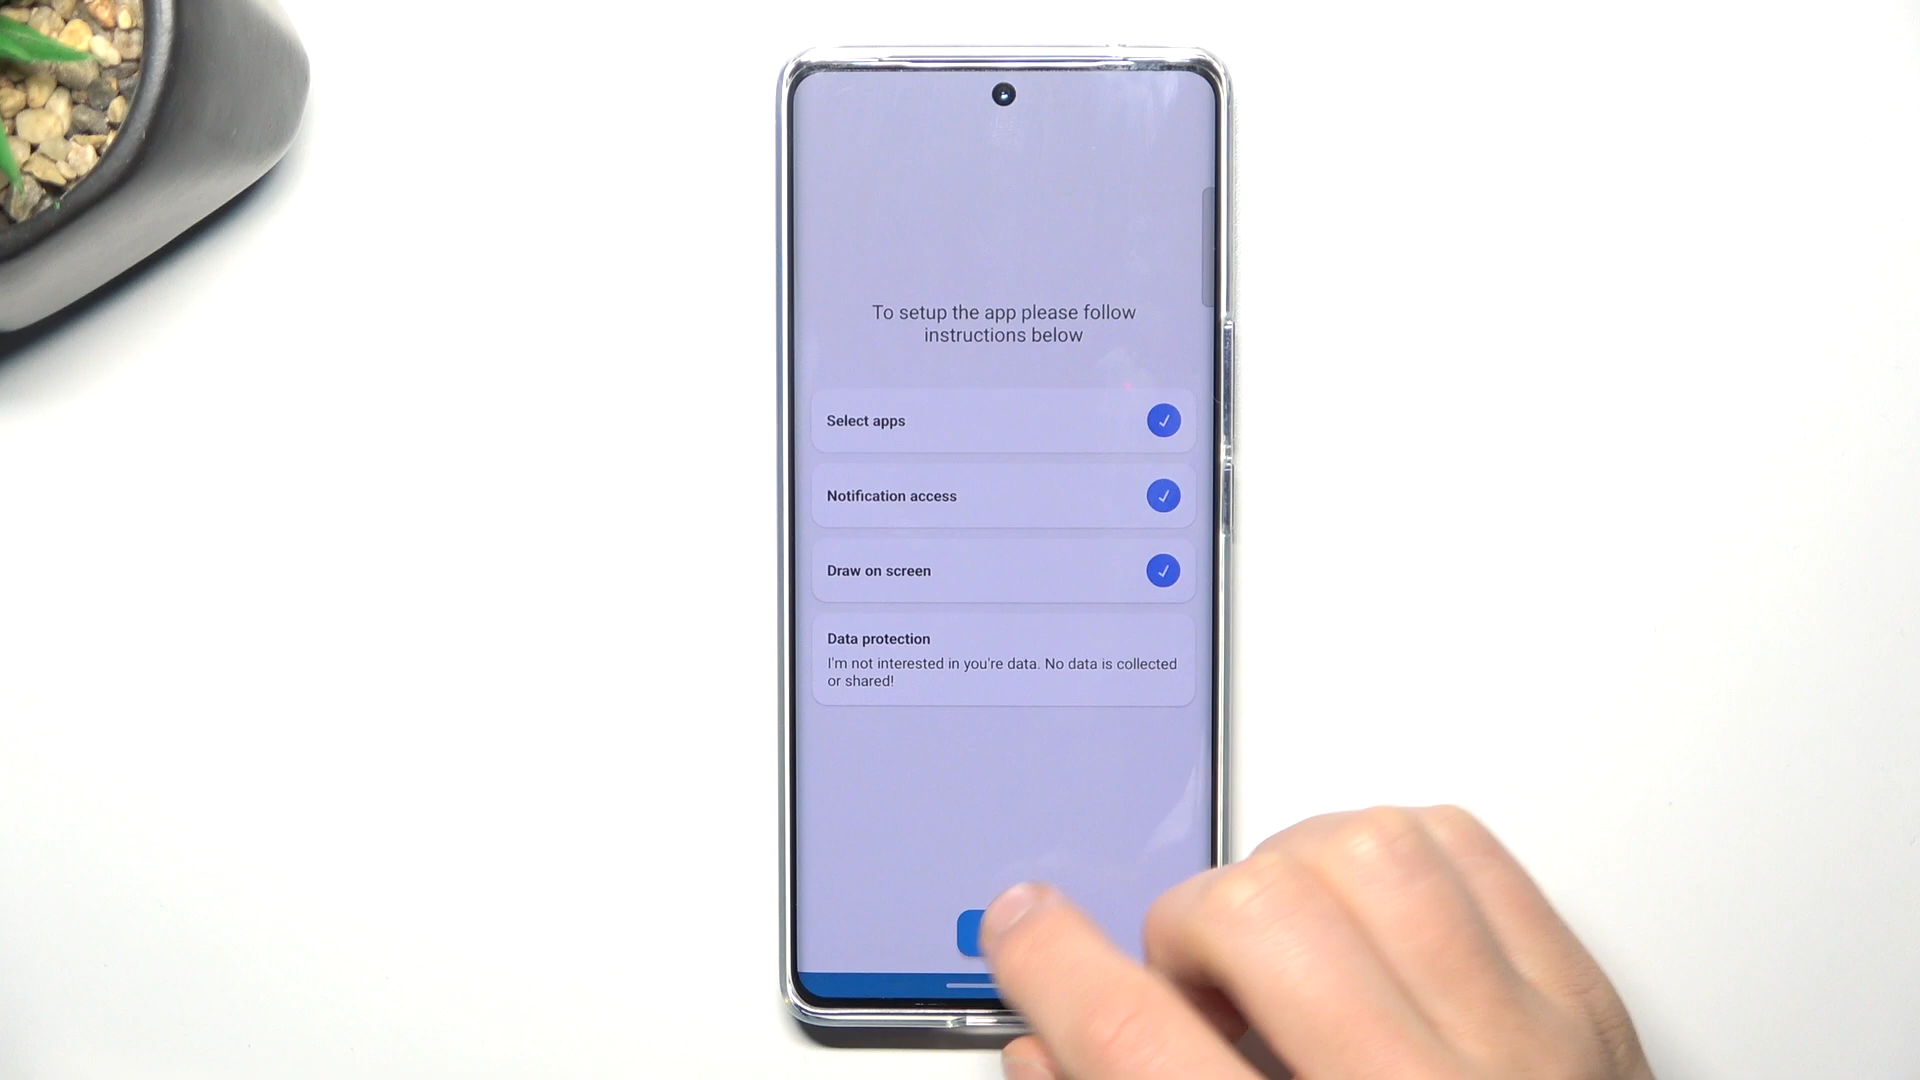 To setup the app please follow
instructions below
Select apps
Notification access
Draw on screen
Data protection
I'm not interested in you're data. No data is collected
or shared!